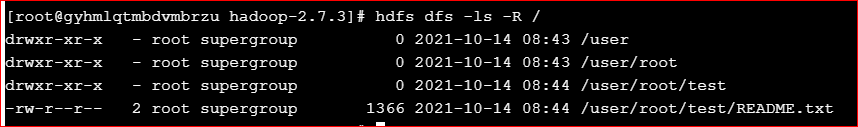 [root@gyhmlqtmbdvmbrzu hadoop-2.7.3]# hdfs dfs -ls -R /
drwxr-xr-x   - root supergroup          0 2021-10-14 08:43 /user
drwxr-xr-x   - root supergroup          0 2021-10-14 08:43 /user/root
drwxr-xr-x   - root supergroup          0 2021-10-14 08:44 /user/root/test
-rw-r--r--   2 root supergroup       1366 2021-10-14 08:44 /user/root/test/README.txt